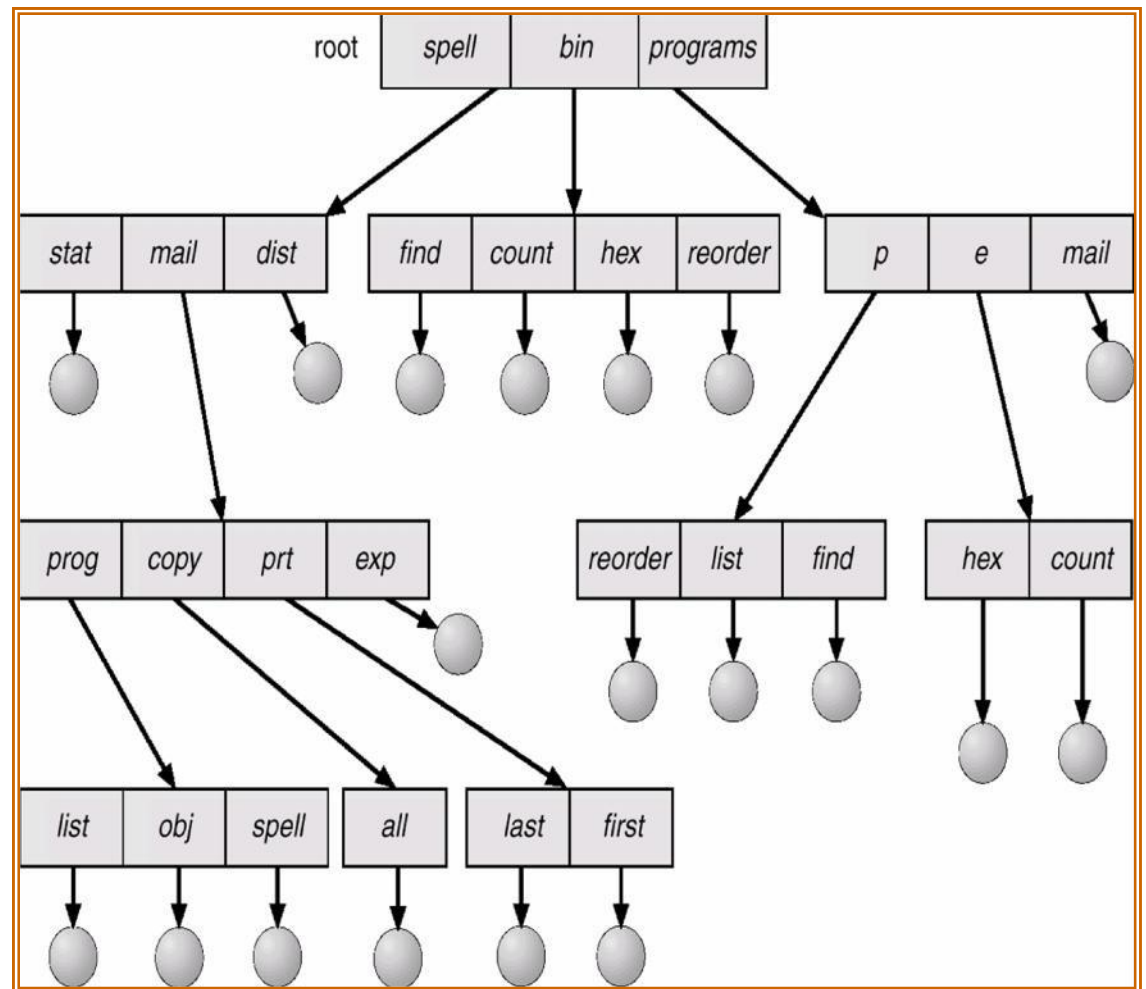 root spell bin programs
stat mail dist find count hex reorder p e mail
prog copy prt exp reorder list find hex count
list obj spell all last first